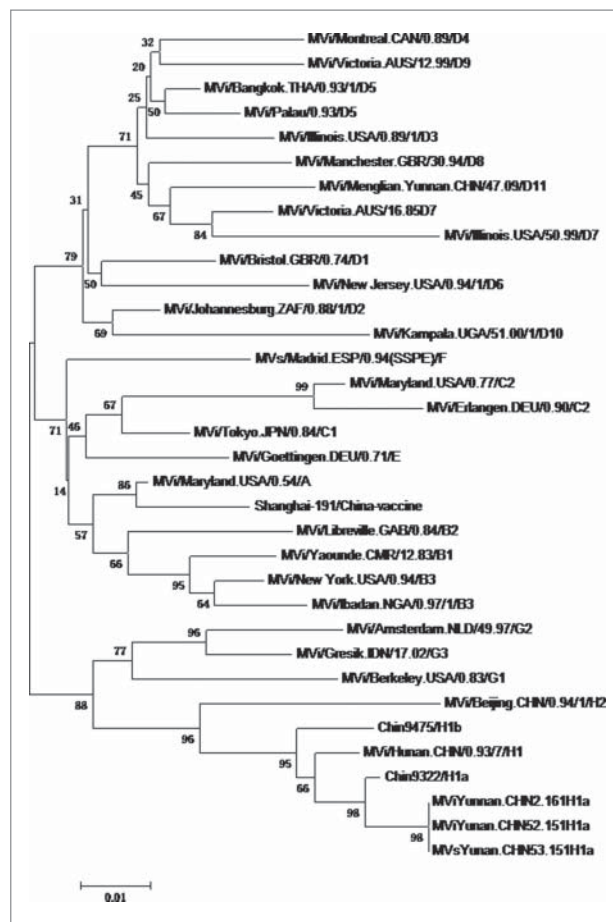 MVi/Montreal.CAN/0.89/D4
32
MVi/Victoria.AUS/12.99/D9
20
MVi/Bangkok.THA/0.93/1/D5
25
50
MVi/Palau/0.93/D5
71
MVi/Illinois.USA/0.89/1/D3
MVi/Manchester.GBR/30.94/D8
45
MVi/Menglian.Yunnan.CHN/47.09/D11
31
67
MVi/Victoria.AUS/16.85D7
84
MVi/Illinois.USA/50.99/D7
79
MVi/Bristol.GBR/0.74/D1
50
MVi/New Jersey.USA/0.94/1/D6
MVi/Johannesburg.ZAF/0.88/1/D2
69
MVi/Kampala.UGA/51.00/1/D10
MVs/Madrid.ESP/0.94(SSPE)/F
99
MVi/Maryland.USA/0.77/C2
67
MVi/Erlangen.DEU/0.90/C2
71
46
MVi/Tokyo.JPN/0.84/C1
MVi/Goettingen.DEU/0.71/E
86
MVi/Maryland.USA/0.54/A
14
Shanghai-191/China-vaccine
57
MVi/Libreville.GAB/0.84/B2
66
MVi/Yaounde.CMR/12.83/B1
95
MVi/New York.USA/0.94/B3
64
MVi/Ibadan.NGA/0.97/1/B3
96
MVi/Amsterdam.NLD/49.97/G2
77
MVi/Gresik.IDN/17.02/G3
MVi/Berkeley.USA/0.83/G1
88
MVi/Beijing.CHN/0.94/1/H2
96
Chin9475/H1b
95
MVi/Hunan.CHN/0.93/7/H1
66
Chin9322/H1a
98
MViYunnan.CHN2.161H1a
MViYunan.CHN52.151H1a
98
MVsYunan.CHN53.151H1a
0.01